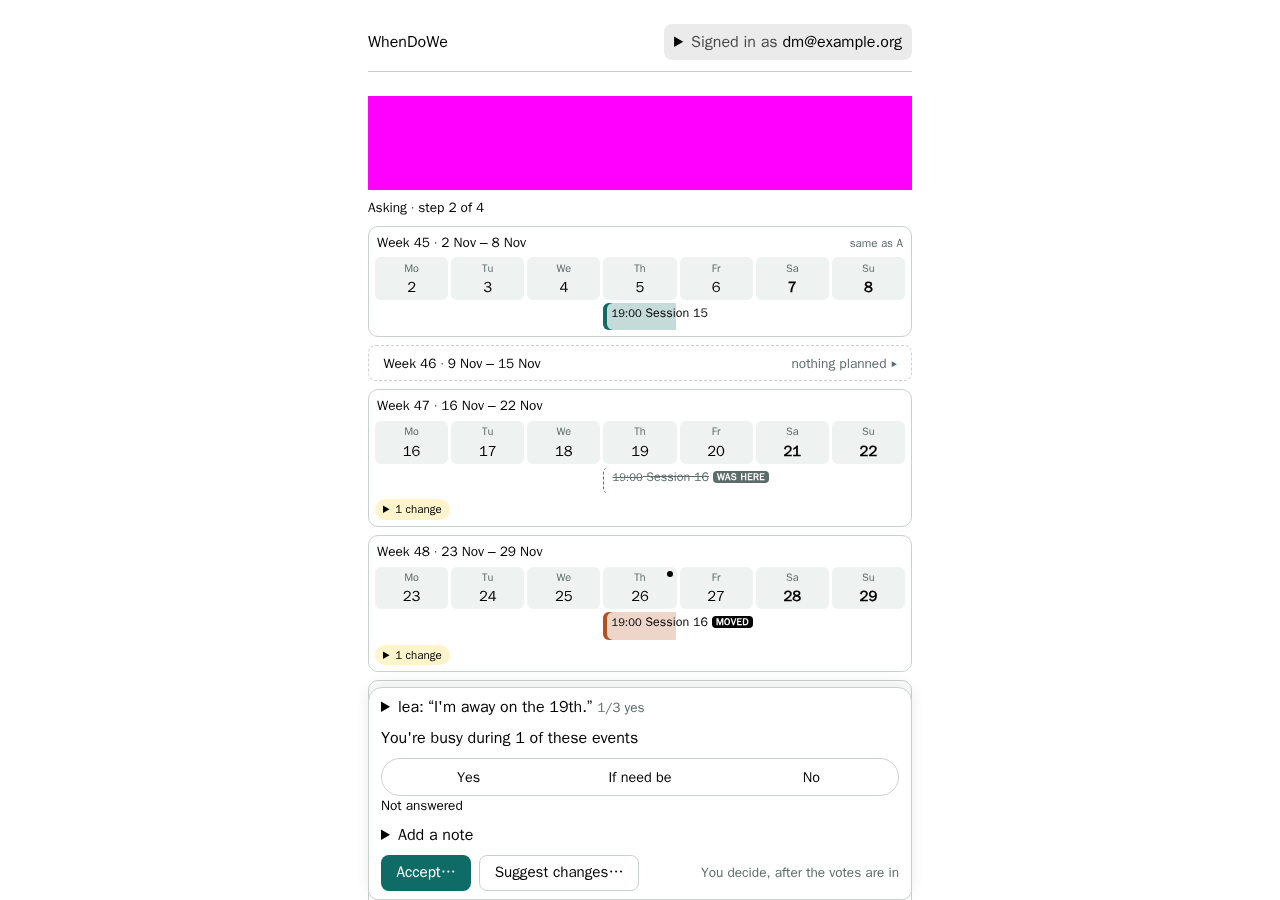 WhenDoWe
▶ Signed in as dm@example.org
Asking · step 2 of 4
Week 45 · 2 Nov – 8 Nov same as A
Mo Tu We Th Fr Sa Su
2 3 4 5 6 7 8
19:00 Session 15
Week 46 · 9 Nov – 15 Nov nothing planned ▸
Week 47 · 16 Nov – 22 Nov
Mo Tu We Th Fr Sa Su
16 17 18 19 20 21 22
19:00 Session 16 WAS HERE
▶ 1 change
Week 48 · 23 Nov – 29 Nov
Mo Tu We Th Fr Sa Su
23 24 25 26 27 28 29
19:00 Session 16 MOVED
▶ 1 change
▶ lea: “I'm away on the 19th.” 1/3 yes
You're busy during 1 of these events
Yes If need be No
Not answered
▶ Add a note
Accept… Suggest changes… You decide, after the votes are in